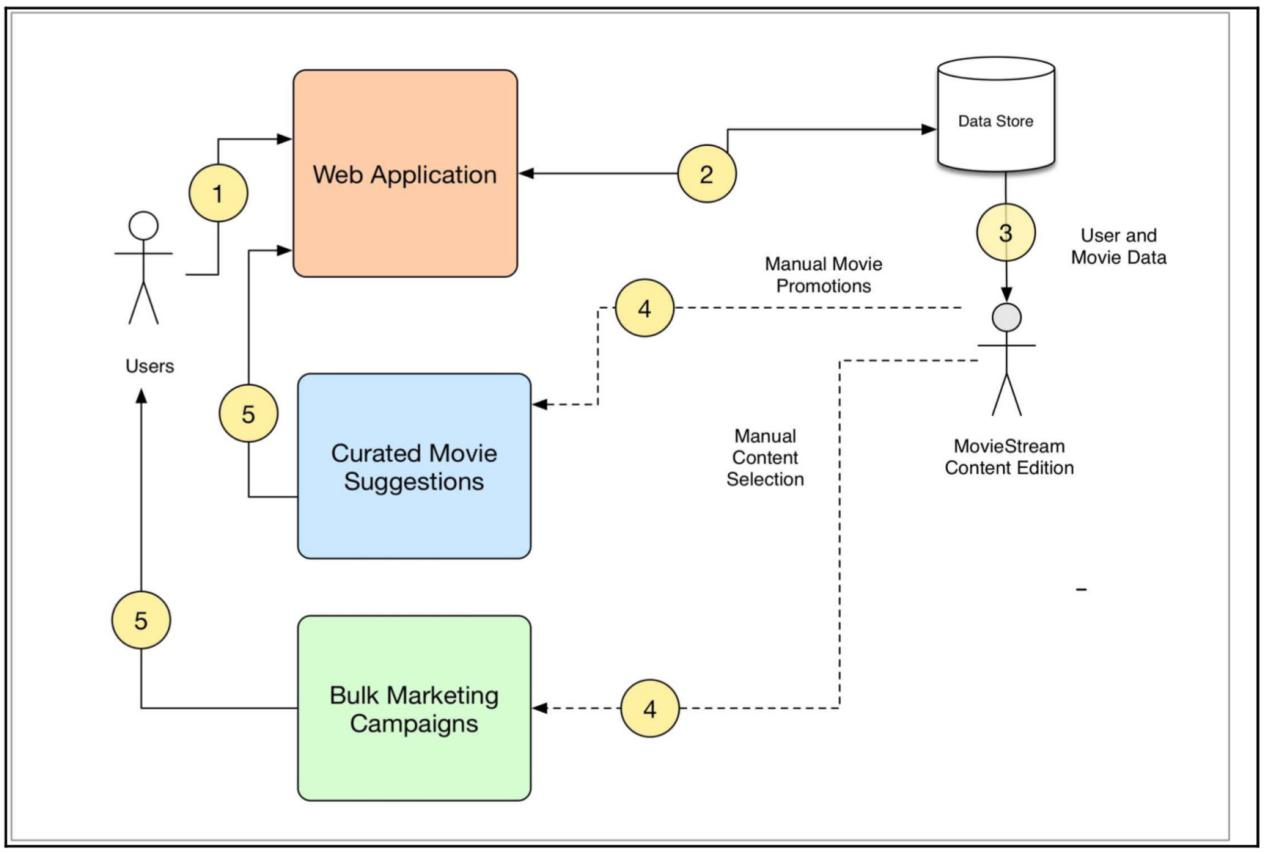 Data Store
Web Application
2
1
3
User and
Movie Data
Manual Movie
Promotions
4
Users
5
Curated Movie
Suggestions
Manual
Content
Selection
MovieStream
Content Edition
5
Bulk Marketing
Campaigns
4